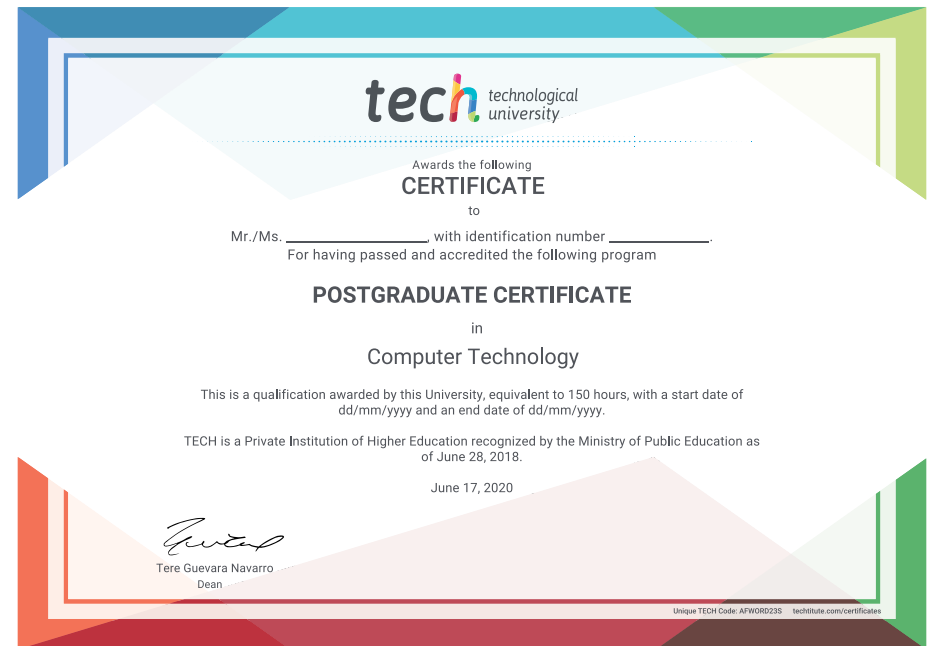 tech technological
university
Awards the following
CERTIFICATE
to
Mr./Ms. ____________________, with identification number ______________.
For having passed and accredited the following program
POSTGRADUATE CERTIFICATE
in
Computer Technology
This is a qualification awarded by this University, equivalent to 150 hours, with a start date of
dd/mm/yyyy and an end date of dd/mm/yyyy.
TECH is a Private Institution of Higher Education recognized by the Ministry of Public Education as
of June 28, 2018.
June 17, 2020
Tere Guevara Navarro
Dean
Unique TECH Code: AFWORD23S techtitute.com/certificates